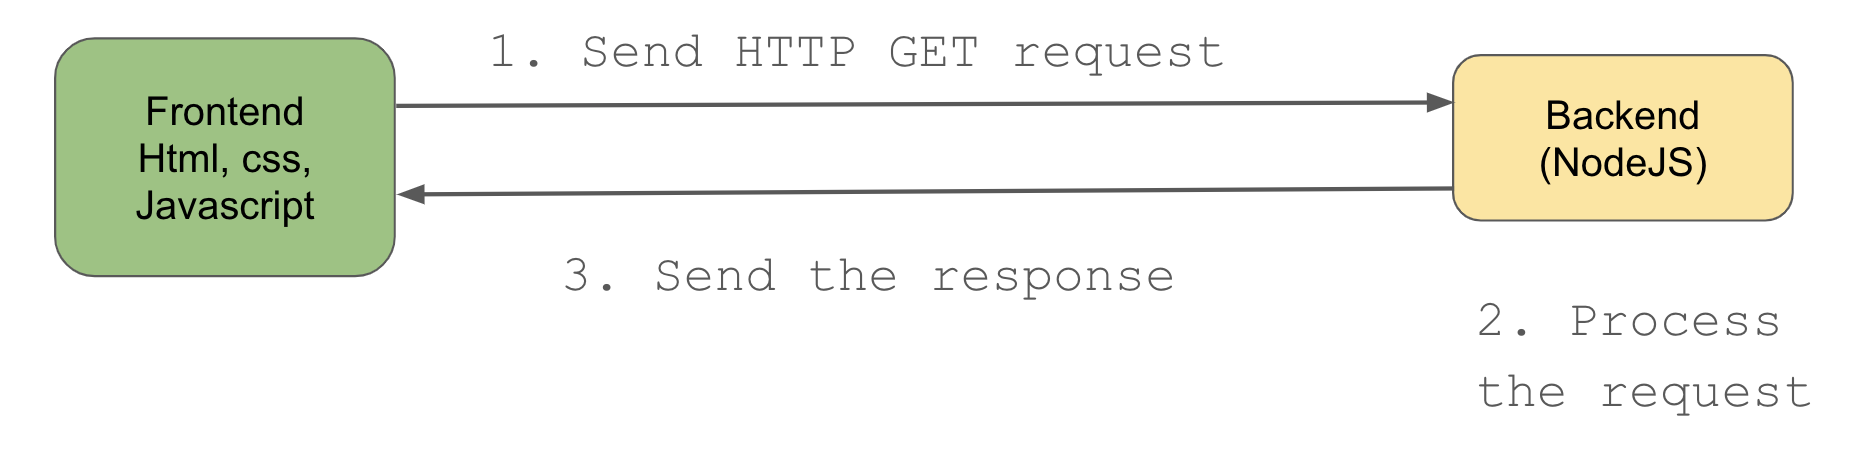 1. Send HTTP GET request
Frontend
Html, css,
Javascript
Backend
(NodeJS)
3. Send the response
2. Process
the request